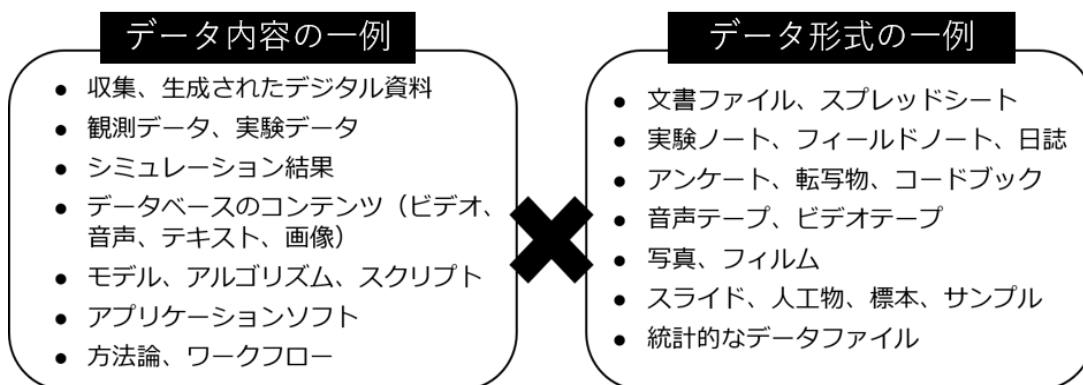 データ内容の一例
● 収集、生成されたデジタル資料
● 観測データ、実験データ
● シミュレーション結果
● データベースのコンテンツ（ビデオ、
音声、テキスト、画像）
● モデル、アルゴリズム、スクリプト
● アプリケーションソフト
● 方法論、ワークフロー
データ形式の一例
● 文書ファイル、スプレッドシート
● 実験ノート、フィールドノート、日誌
● アンケート、転写物、コードブック
● 音声テープ、ビデオテープ
● 写真、フィルム
● スライド、人工物、標本、サンプル
● 統計的なデータファイル